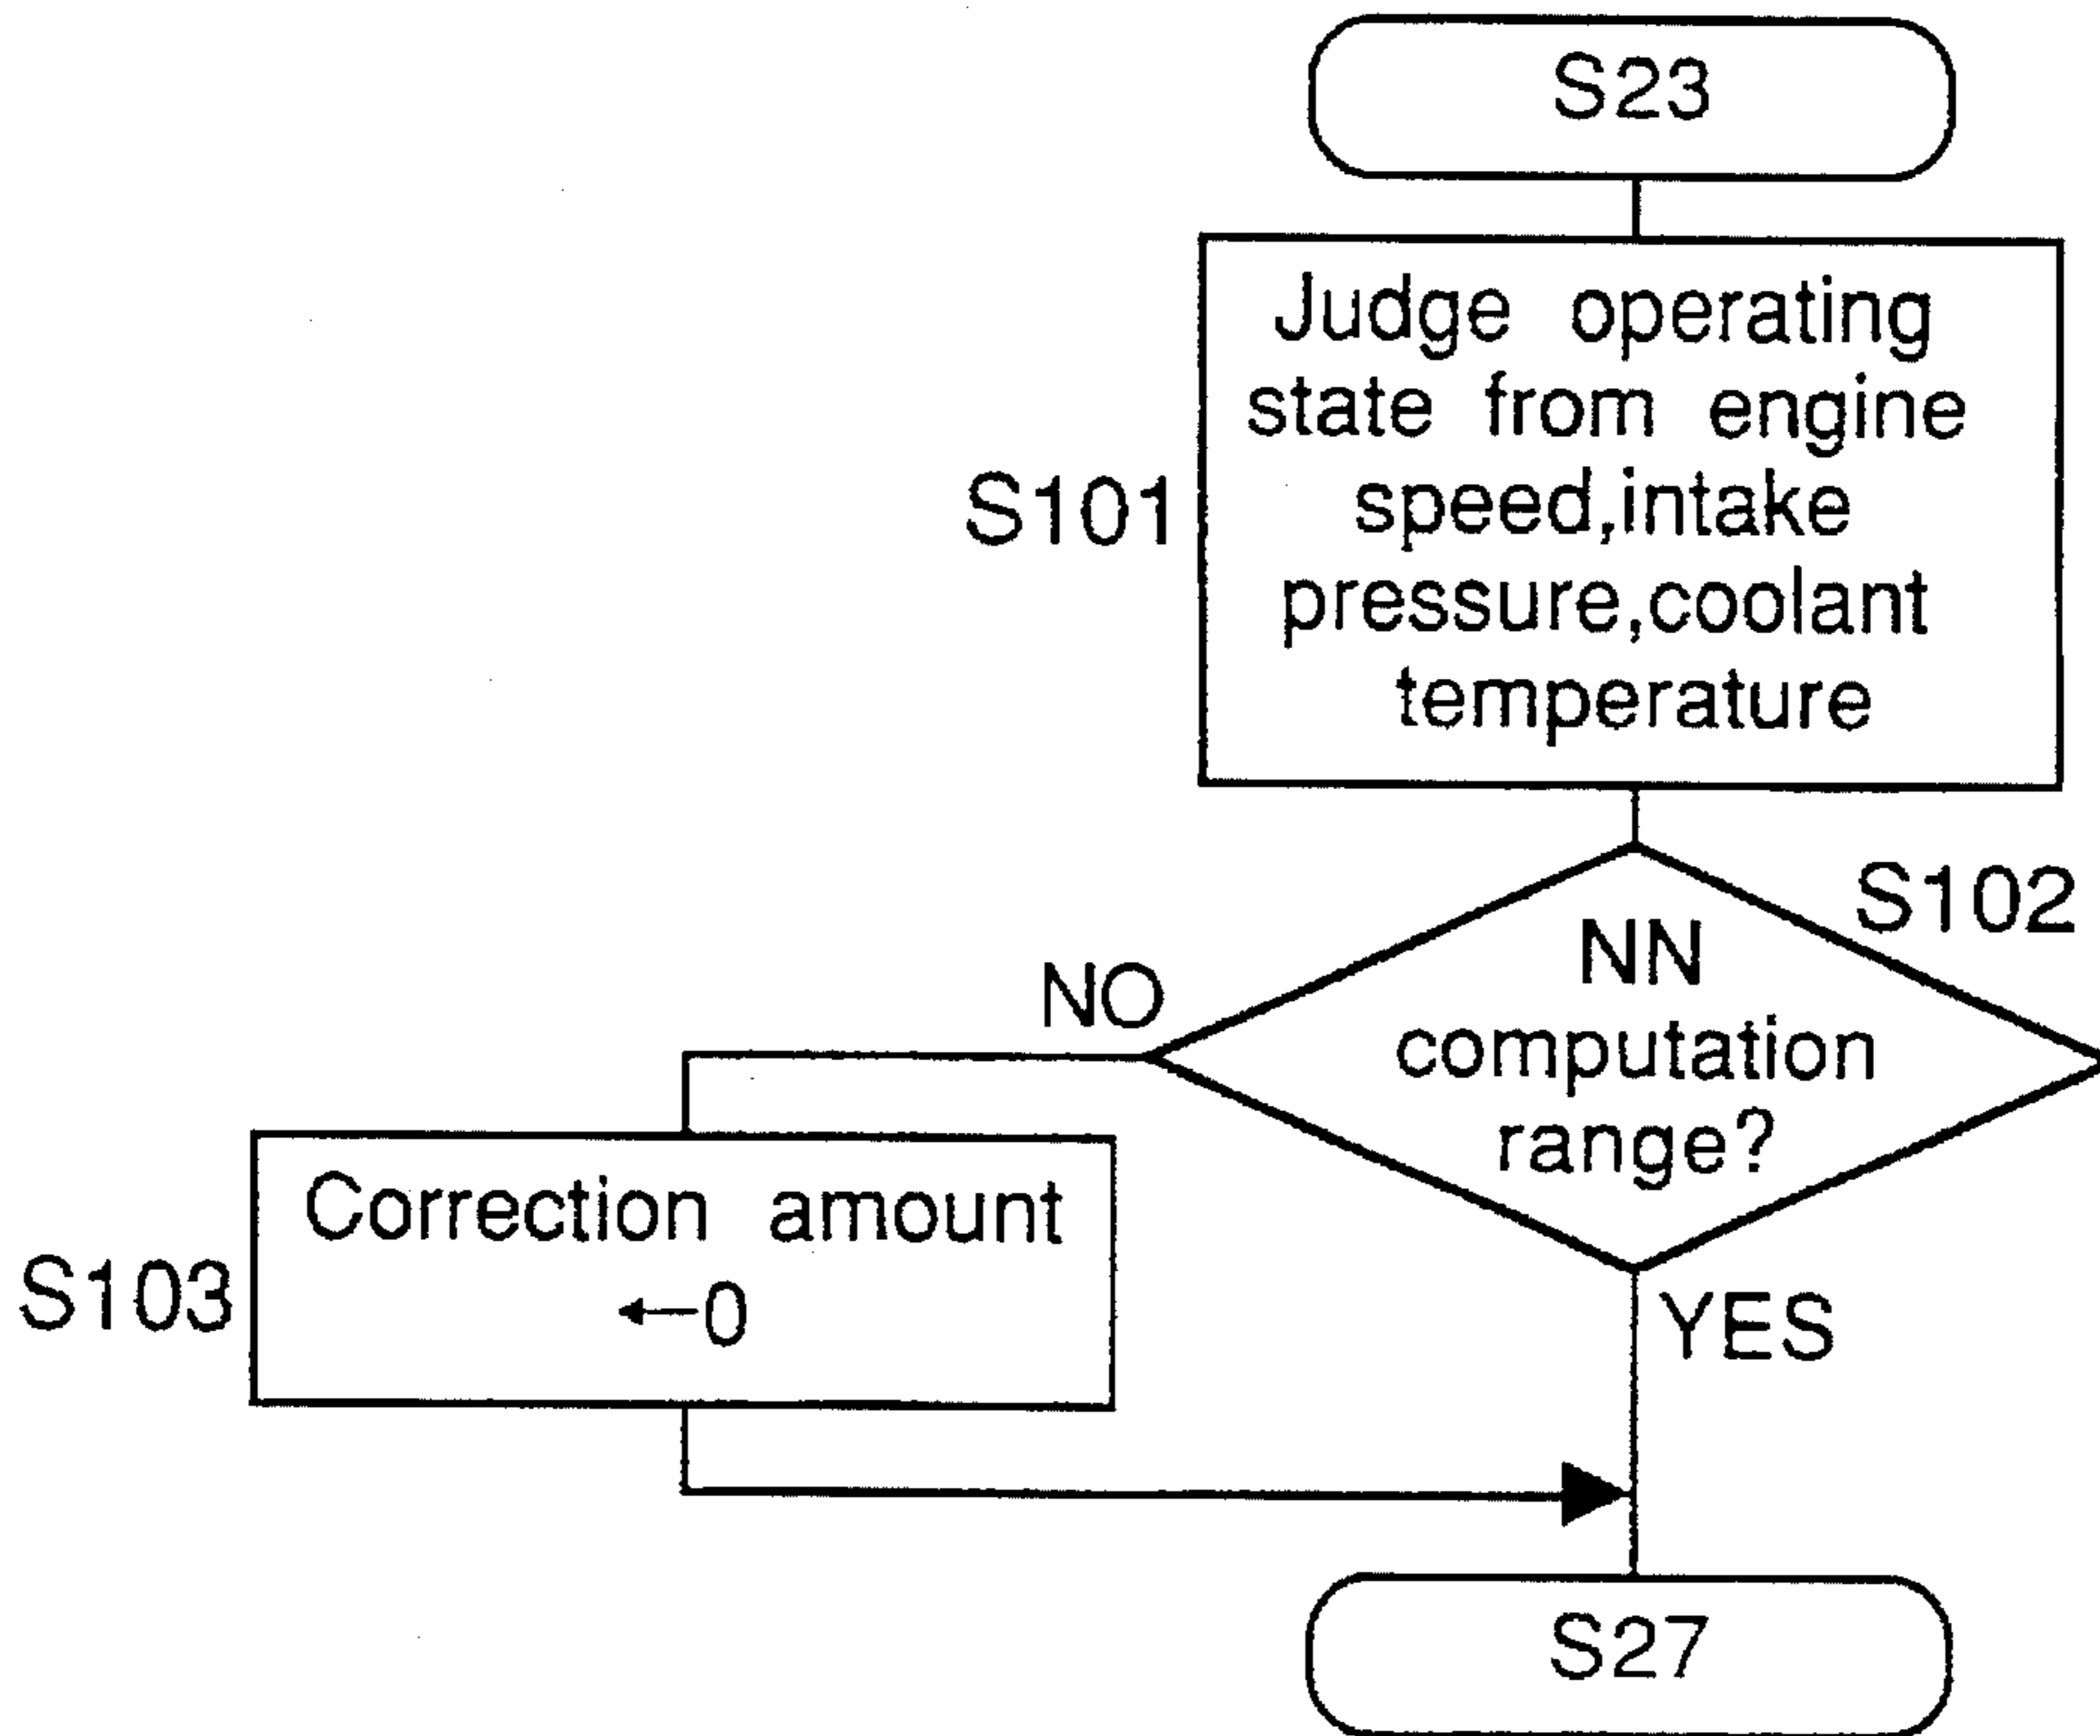 S23
Judge operating
state from engine
speed,intake
pressure,coolant
temperature
S101
S102
NN
computation
range?
NO
YES
Correction amount
←0
S103
S27